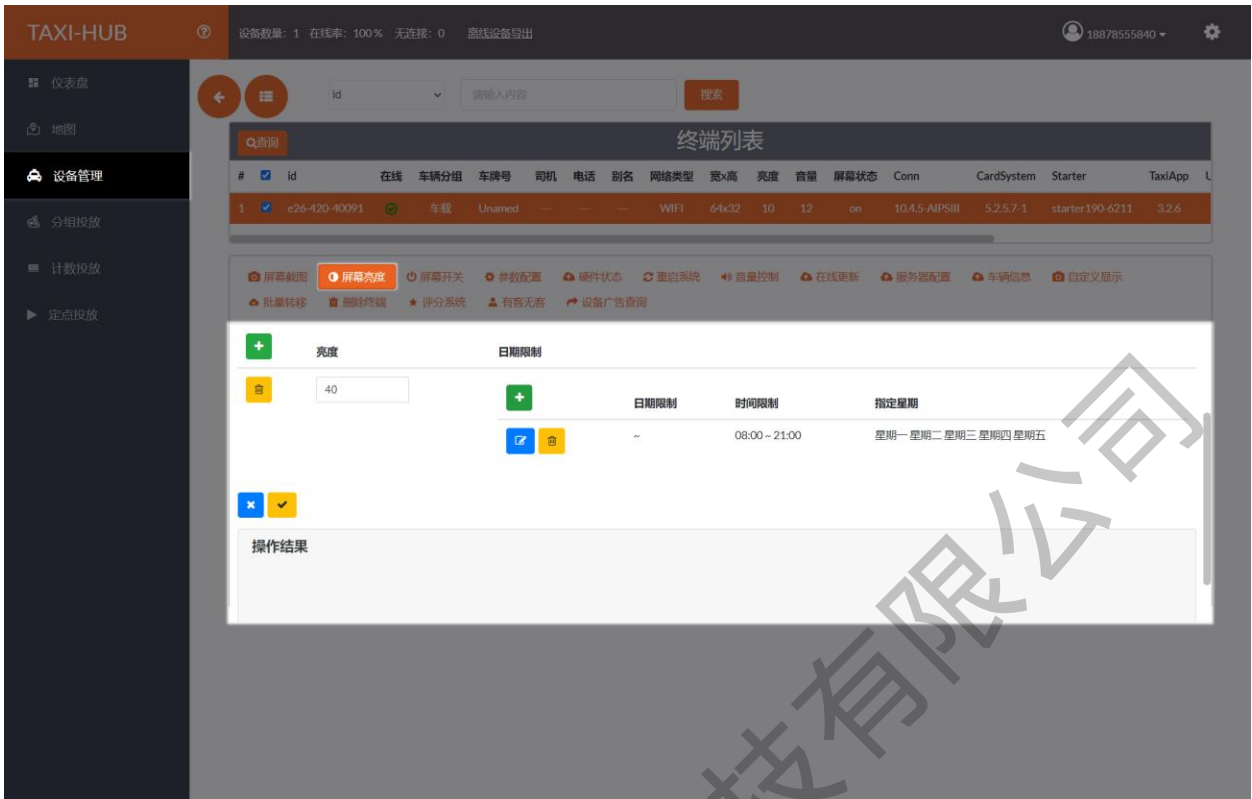 TAXI-HUB
设备数量: 1 在线率: 100% 无连接: 0 离线设备导出
18878555840
仪表盘
地图
设备管理
分组投放
计数投放
定点投放
id 请输入内容 搜索
查询 终端列表
# id 在线 车辆分组 车牌号 司机 电话 别名 网络类型 宽x高 亮度 音量 屏幕状态 Conn CardSystem Starter TaxiApp U
1 e26-420-40091 车载 Unamed — — — WIFI 64x32 10 12 on 10.4.5-AIPSIII 5.2.5.7-1 starter190-6211 3.2.6
屏幕截图 屏幕亮度 屏幕开关 参数配置 硬件状态 重启系统 音量控制 在线更新 服务器配置 车辆信息 自定义显示
批量转移 删除终端 评分系统 有客无客 设备广告查询
亮度 日期限制
40
日期限制 时间限制 指定星期
~ 08:00 ~ 21:00 星期一 星期二 星期三 星期四 星期五
操作结果
技有限公司